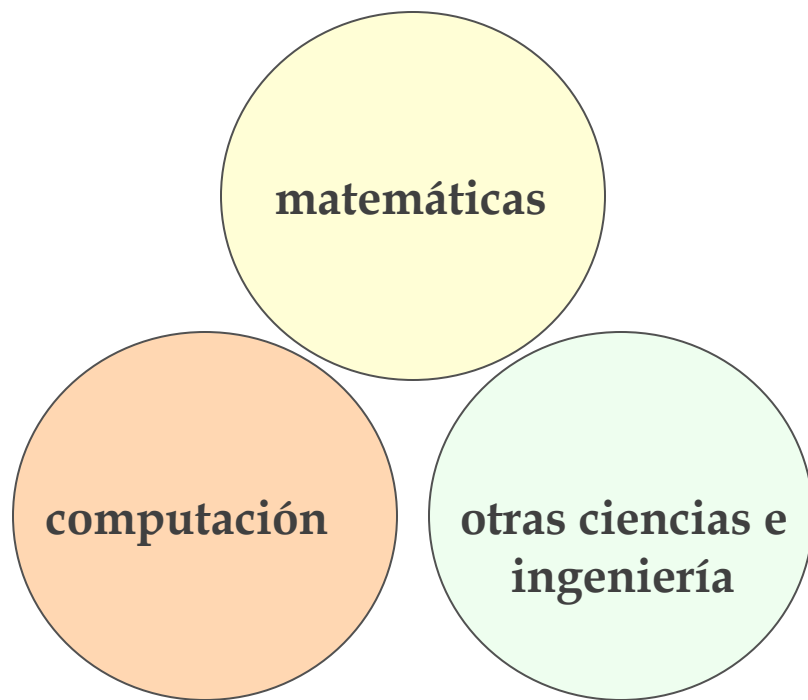 matemáticas
computación
otras ciencias e
ingeniería